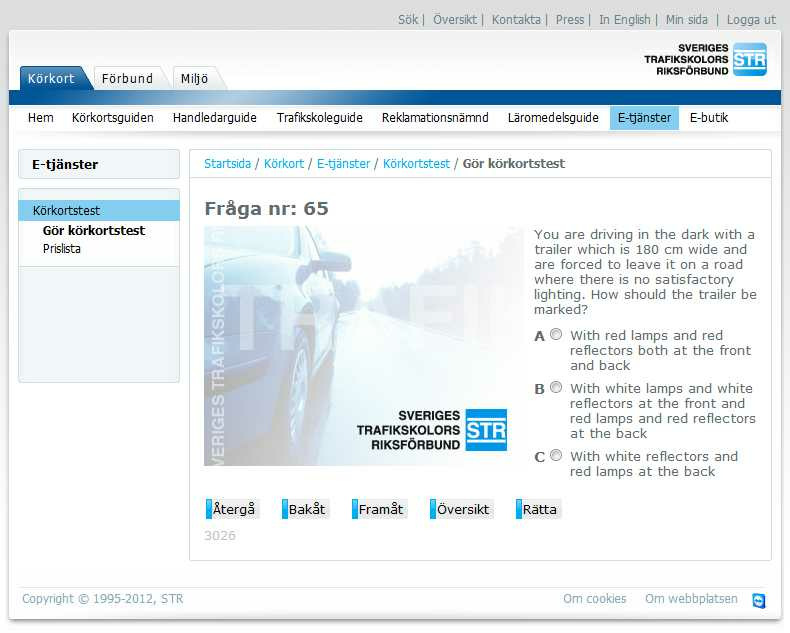 Sök | Översikt | Kontakta | Press | In English | Min sida | Logga ut
SVERIGES
TRAFIKSKOLORS
RIKSFÖRBUND
STR
Körkort Förbund Miljö
Hem Körkortsguiden Handledarguide Trafikskoleguide Reklamationsnämnd Läromedelsguide E-tjänster E-butik
E-tjänster
Körkortstest
Gör körkortstest
Prislista
Startsida / Körkort / E-tjänster / Körkortstest / Gör körkortstest
Fråga nr: 65
SVERIGES TRAFIKSKOLORS
TRAFI
SVERIGES
TRAFIKSKOLORS
RIKSFÖRBUND
STR
You are driving in the dark with a
trailer which is 180 cm wide and
are forced to leave it on a road
where there is no satisfactory
lighting. How should the trailer be
marked?
A With red lamps and red
reflectors both at the front
and back
B With white lamps and white
reflectors at the front and
red lamps and red reflectors
at the back
C With white reflectors and
red lamps at the back
Återgå Bakåt Framåt Översikt Rätta
3026
Copyright © 1995-2012, STR Om cookies Om webbplatsen